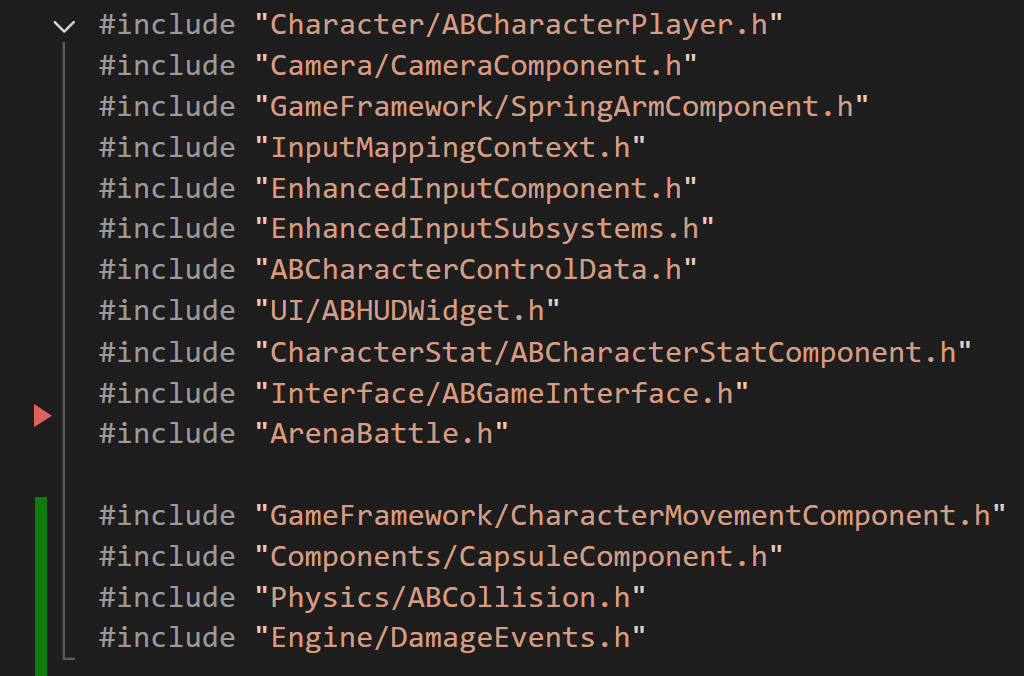 #include "Character/ABCharacterPlayer.h"
#include "Camera/CameraComponent.h"
#include "GameFramework/SpringArmComponent.h"
#include "InputMappingContext.h"
#include "EnhancedInputComponent.h"
#include "EnhancedInputSubsystems.h"
#include "ABCharacterControlData.h"
#include "UI/ABHUDWidget.h"
#include "CharacterStat/ABCharacterStatComponent.h"
#include "Interface/ABGameInterface.h"
#include "ArenaBattle.h"
#include "GameFramework/CharacterMovementComponent.h"
#include "Components/CapsuleComponent.h"
#include "Physics/ABCollision.h"
#include "Engine/DamageEvents.h"